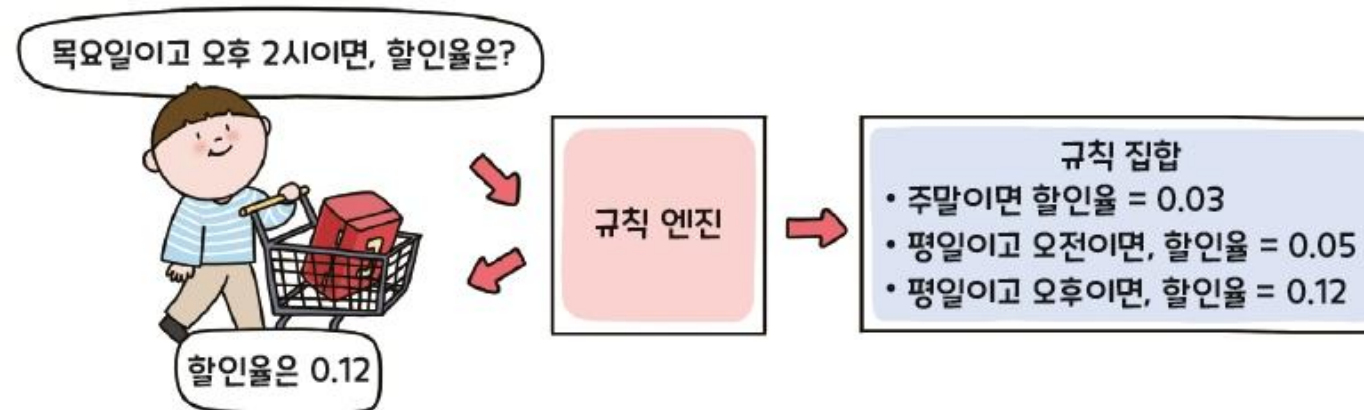 목요일이고 오후 2시이면, 할인율은?
할인율은 0.12
규칙 엔진
규칙 집합
• 주말이면 할인율 = 0.03
• 평일이고 오전이면, 할인율 = 0.05
• 평일이고 오후이면, 할인율 = 0.12